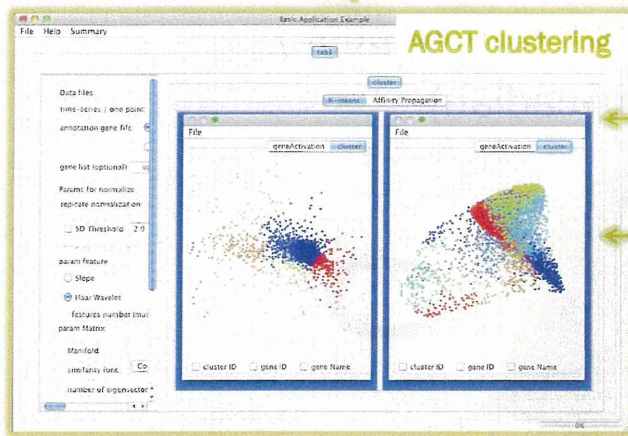 Basic Application Example
File Help Summary
AGCT clustering
tab1
cluster
K-means Affinity Propagation
Data files
time-series / one point
annotation gene file:
gene list (optional)
Params for normalize
replicate normalization
SD Threshold 2.0
param feature
Slope
Haar Wavelet
features number (mus
param Matrix
Manifold
similarity func. Co
number of eigenvector
File
geneActivation cluster
cluster ID gene ID gene Name
File
geneActivation cluster
cluster ID gene ID gene Name
OK